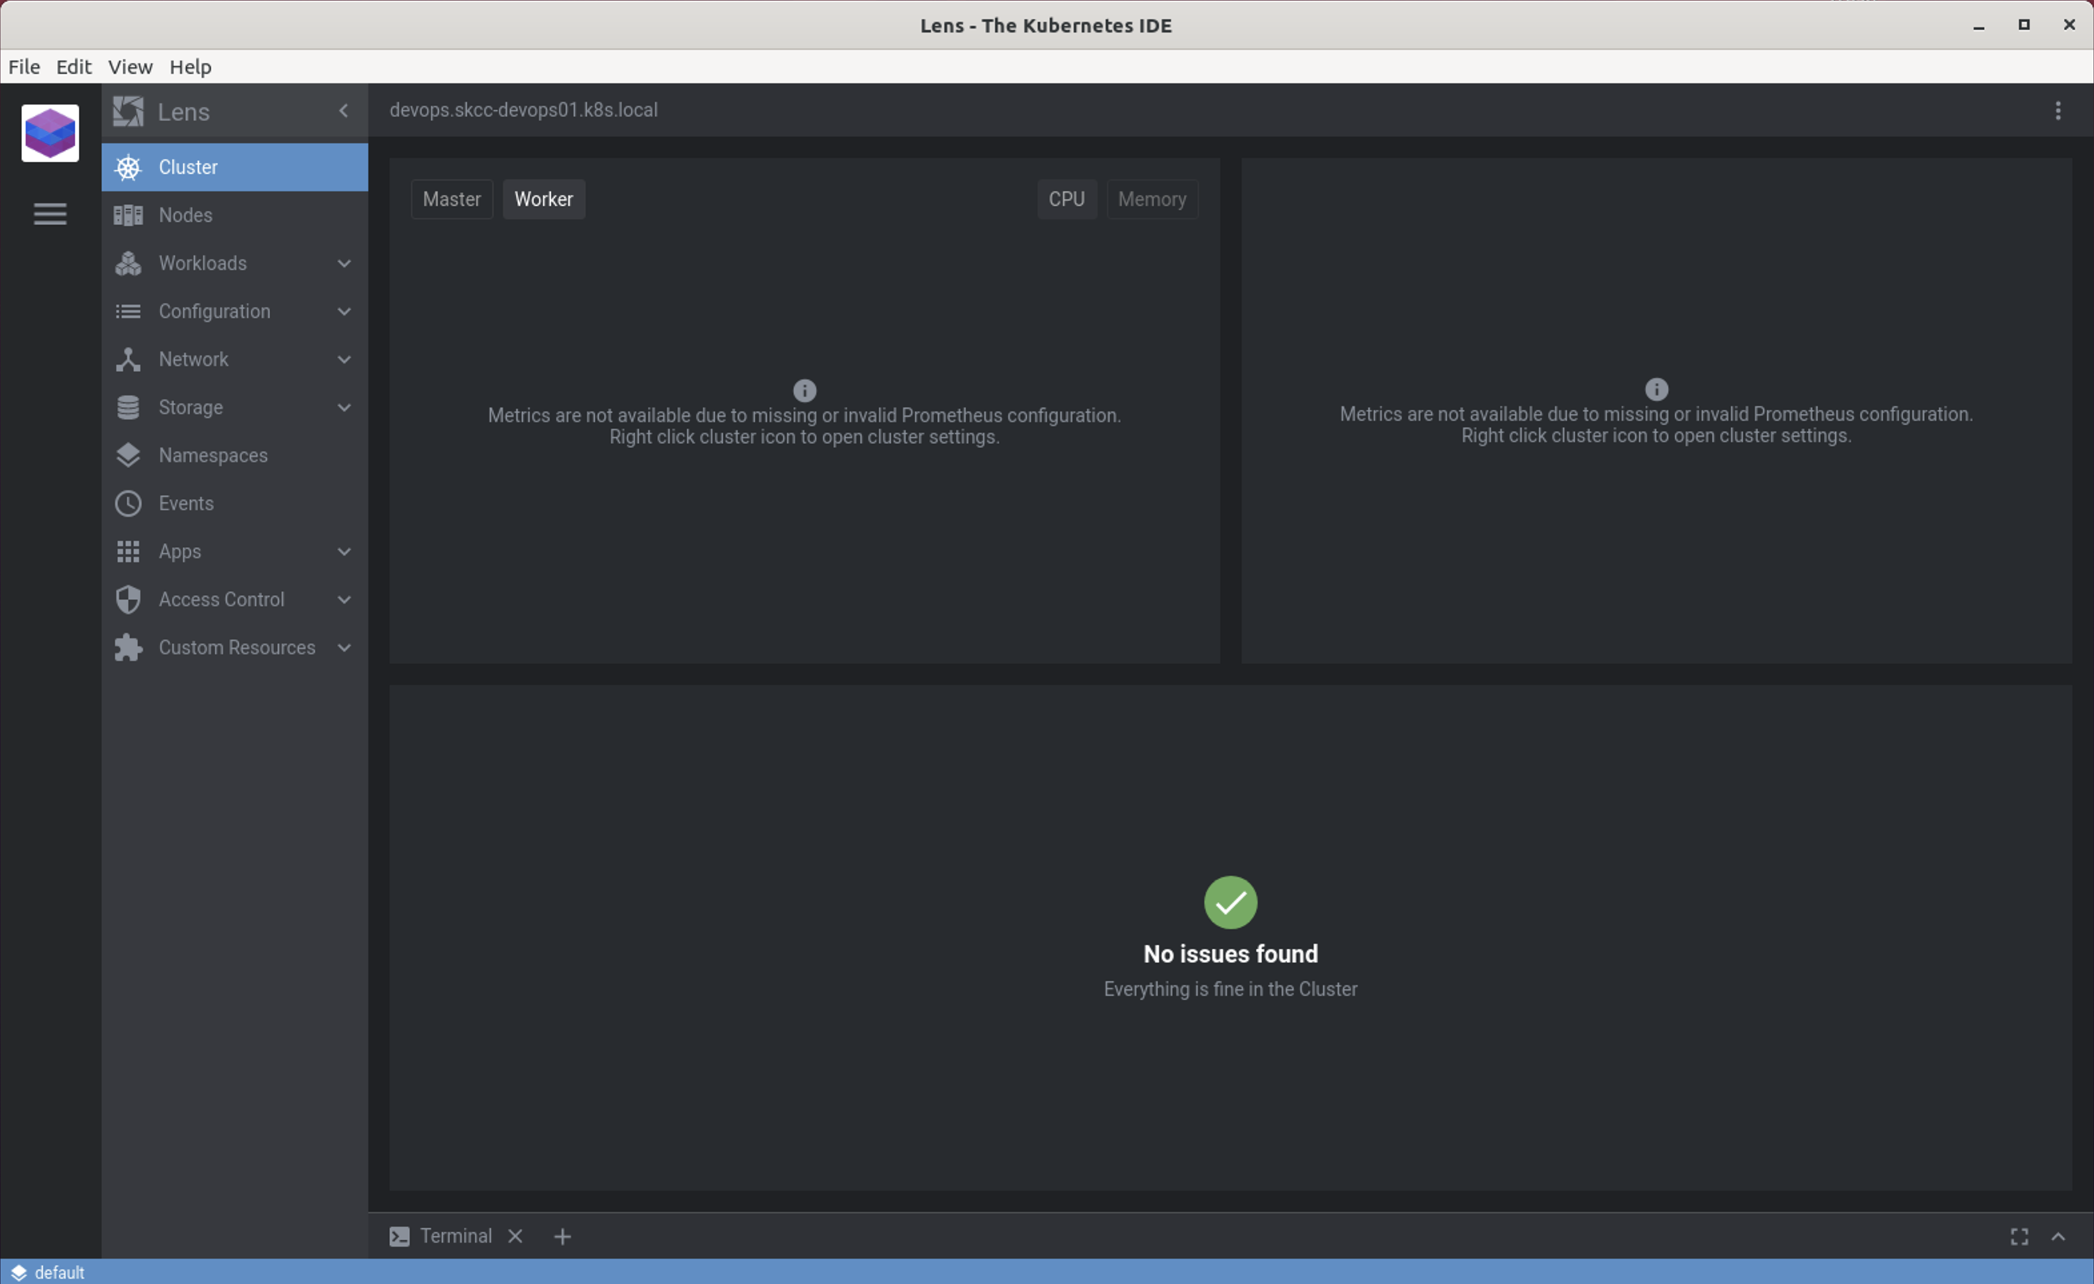 Lens - The Kubernetes IDE
File Edit View Help
Lens
devops.skcc-devops01.k8s.local
Cluster
Nodes
Workloads
Configuration
Network
Storage
Namespaces
Events
Apps
Access Control
Custom Resources
Master Worker CPU Memory
Metrics are not available due to missing or invalid Prometheus configuration.
Right click cluster icon to open cluster settings.
Metrics are not available due to missing or invalid Prometheus configuration.
Right click cluster icon to open cluster settings.
No issues found
Everything is fine in the Cluster
Terminal
default